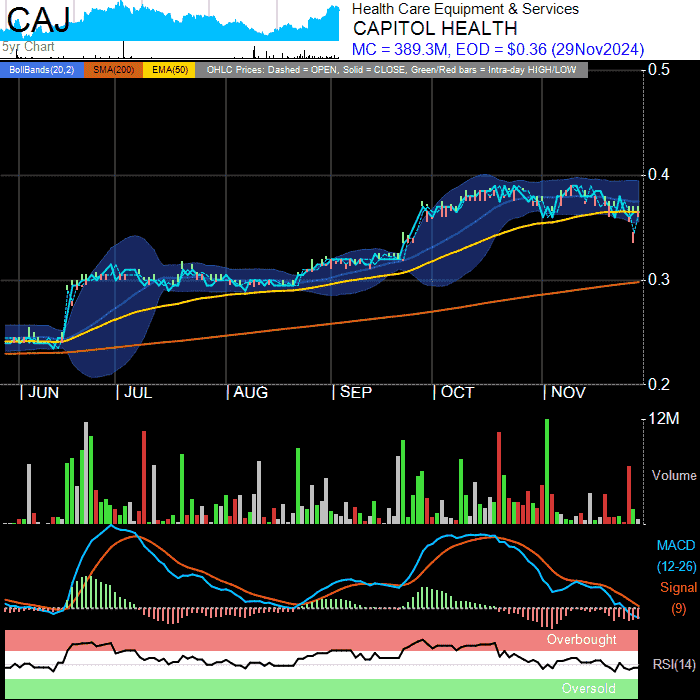 CAJ
Health Care Equipment & Services
CAPITOL HEALTH
5yr Chart
MC = 389.3M, EOD = $0.36 (29Nov2024)
BollBands(20,2) SMA(200) EMA(50) OHLC Prices: Dashed = OPEN, Solid = CLOSE, Green/Red bars = Intra-day HIGH/LOW
0.5
0.4
0.3
0.2
JUN JUL AUG SEP OCT NOV
12M
Volume
MACD
(12-26)
Signal
(9)
Overbought
RSI(14)
Oversold